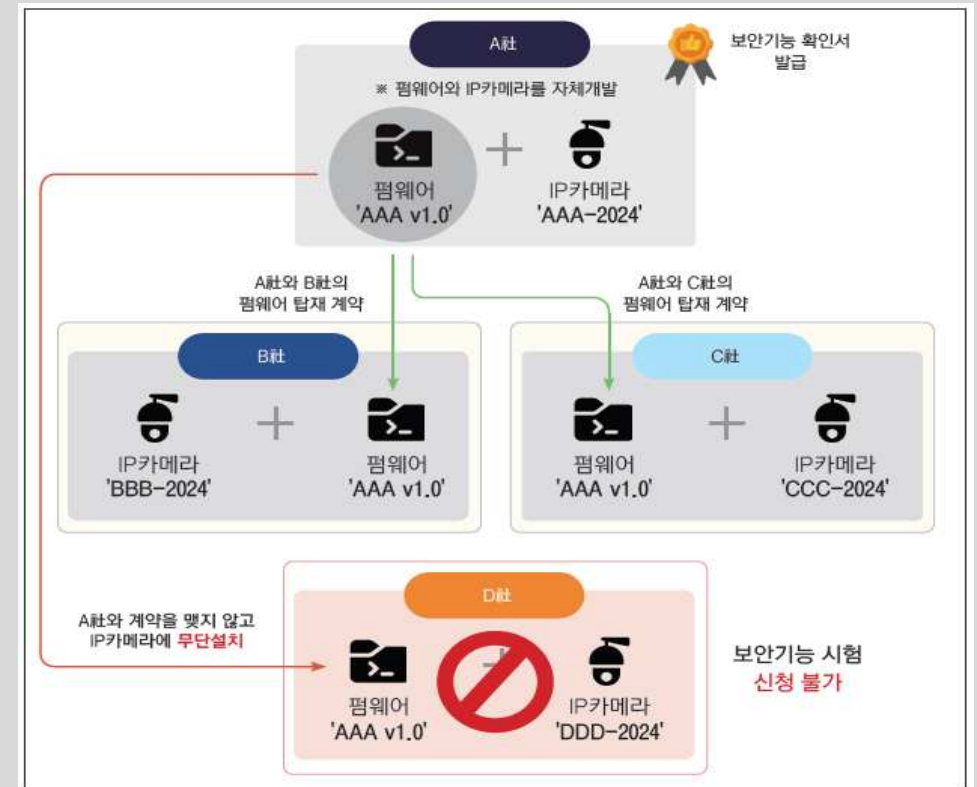 A社
보안기능 확인서
발급
※ 펌웨어와 IP카메라를 자체개발
펌웨어
'AAA v1.0'
IP카메라
'AAA-2024'
A社와 B社의
펌웨어 탑재 계약
A社와 C社의
펌웨어 탑재 계약
B社
IP카메라
'BBB-2024'
펌웨어
'AAA v1.0'
C社
펌웨어
'AAA v1.0'
IP카메라
'CCC-2024'
A社와 계약을 맺지 않고
IP카메라에 무단설치
D社
펌웨어
'AAA v1.0'
IP카메라
'DDD-2024'
보안기능 시험
신청 불가